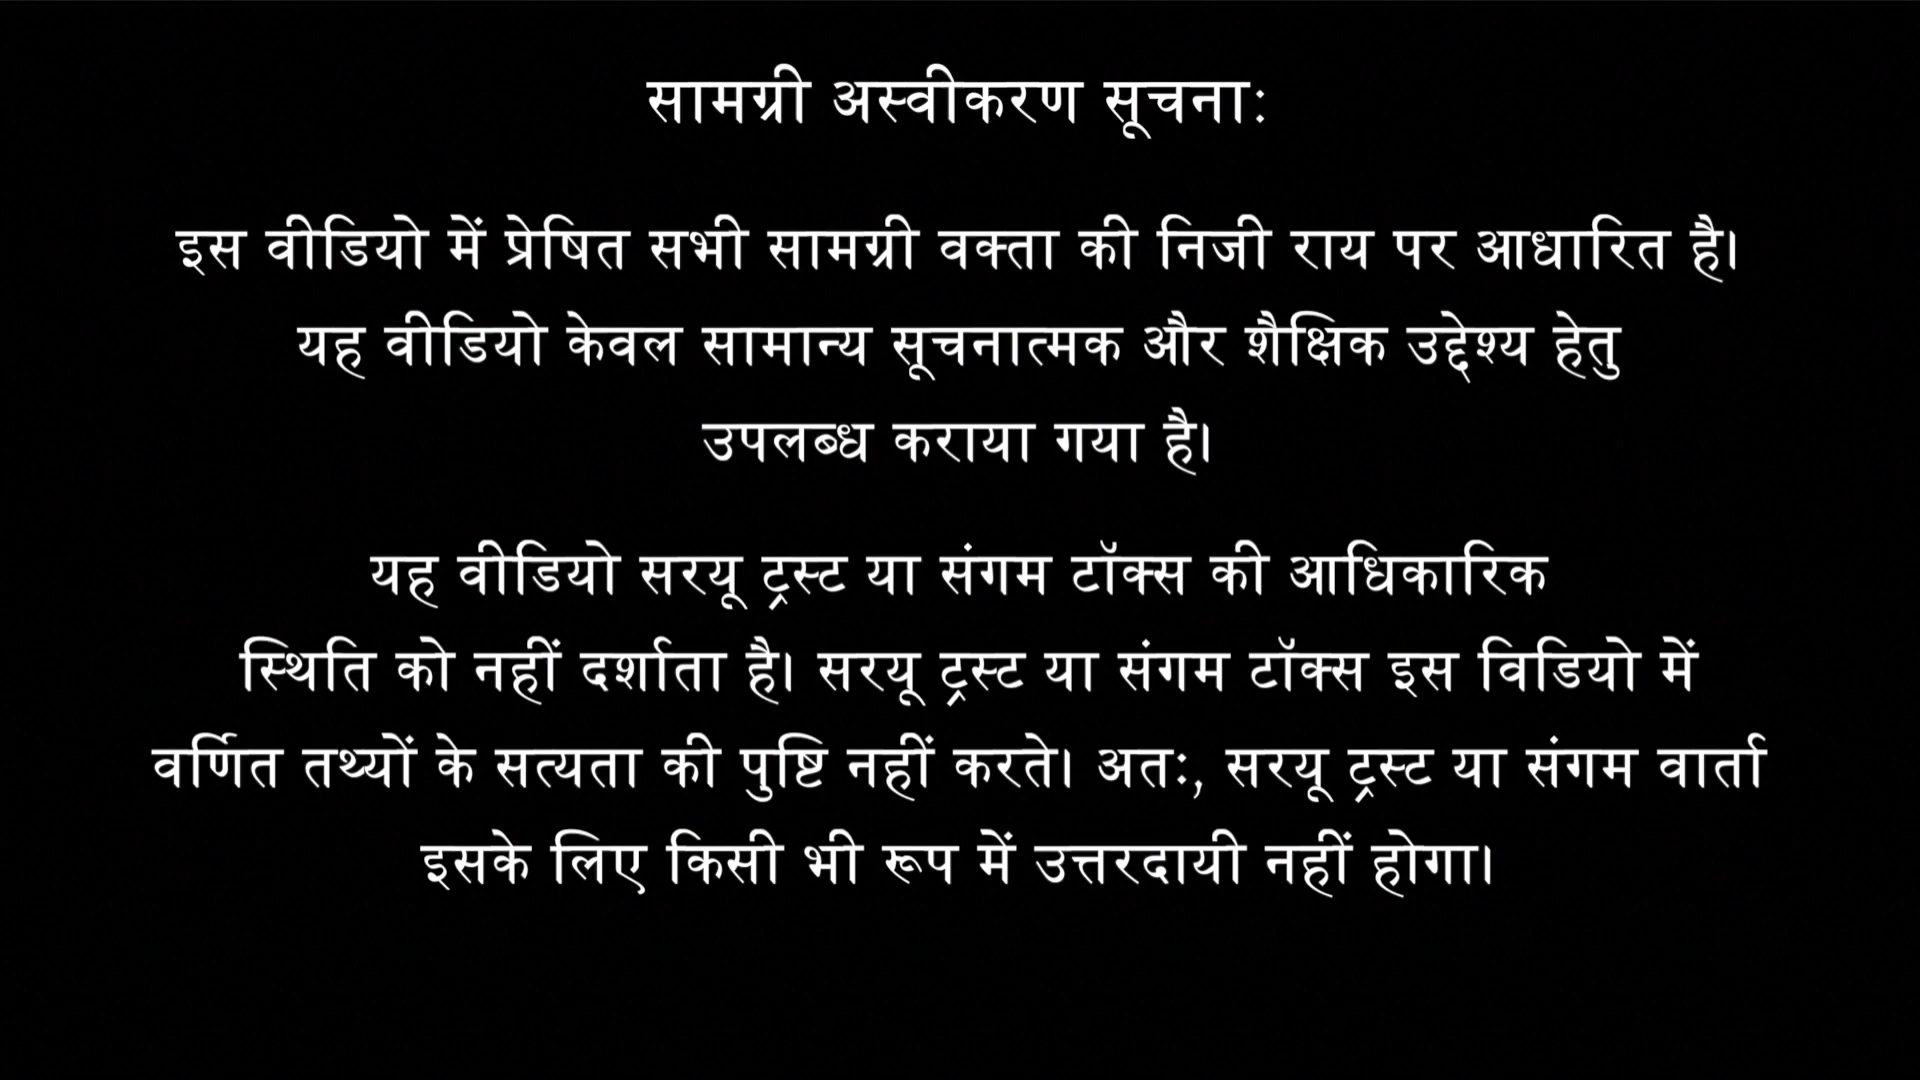 सामग्री अस्वीकरण सूचनाः
इस वीडियो में प्रेषित सभी सामग्री वक्ता की निजी राय पर आधारित है।
यह वीडियो केवल सामान्य सूचनात्मक और शैक्षिक उद्देश्य हेतु
उपलब्ध कराया गया है।
यह वीडियो सरयू ट्रस्ट या संगम टॉक्स की आधिकारिक
स्थिति को नहीं दर्शाता है। सरयू ट्रस्ट या संगम टॉक्स इस विडियो में
वर्णित तथ्यों के सत्यता की पुष्टि नहीं करते। अतः, सरयू ट्रस्ट या संगम वार्ता
इसके लिए किसी भी रूप में उत्तरदायी नहीं होगा।